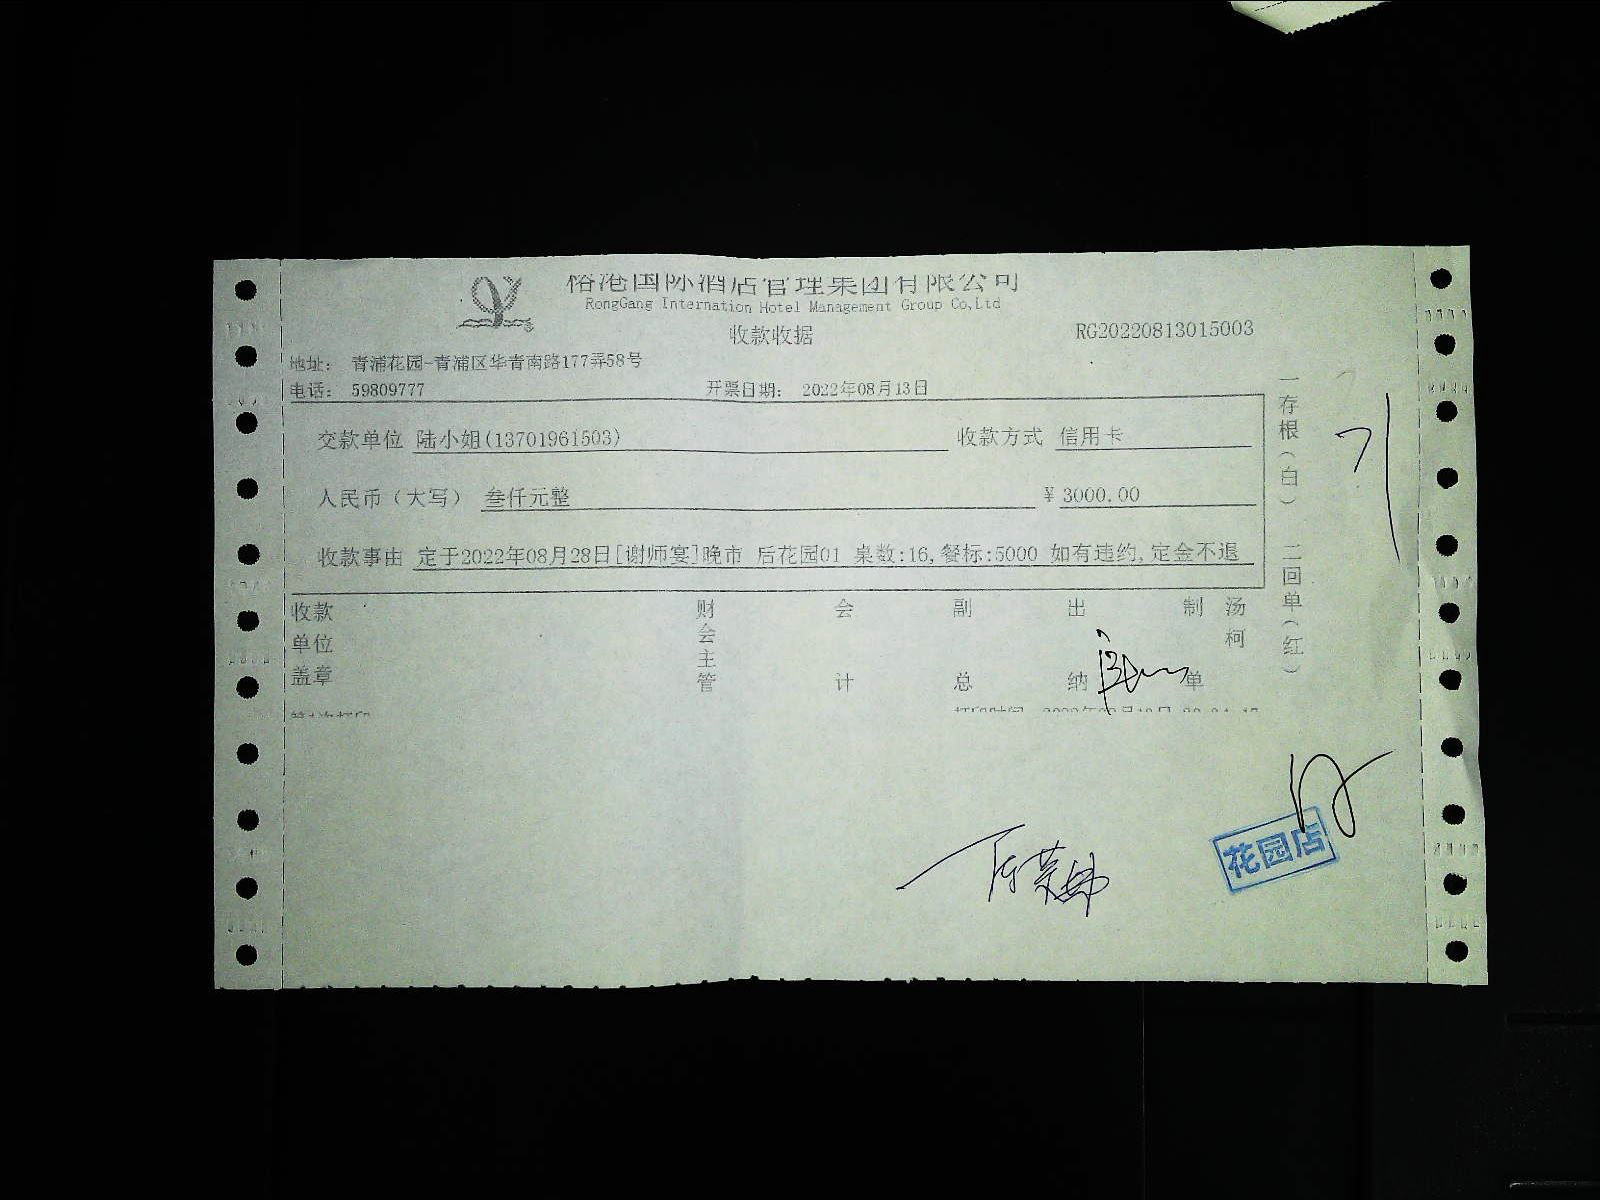 裕港国际酒店管理集团有限公司
RongGang Internation Hotel Management Group Co,Ltd
收款收据
RG20220813015003
地址： 青浦花园-青浦区华青南路177弄58号
电话： 59809777
开票日期： 2022年08月13日
交款单位 陆小姐(13701961503)
收款方式 信用卡
人民币（大写） 叁仟元整
¥ 3000.00
收款事由 定于2022年08月28日[谢师宴]晚市 后花园01 桌数:16,餐标:5000 如有违约,定金不退
收款单位盖章
财会主管
会计
副总
出纳
制单
汤柯
一存根（白） 二回单（红）
花园店